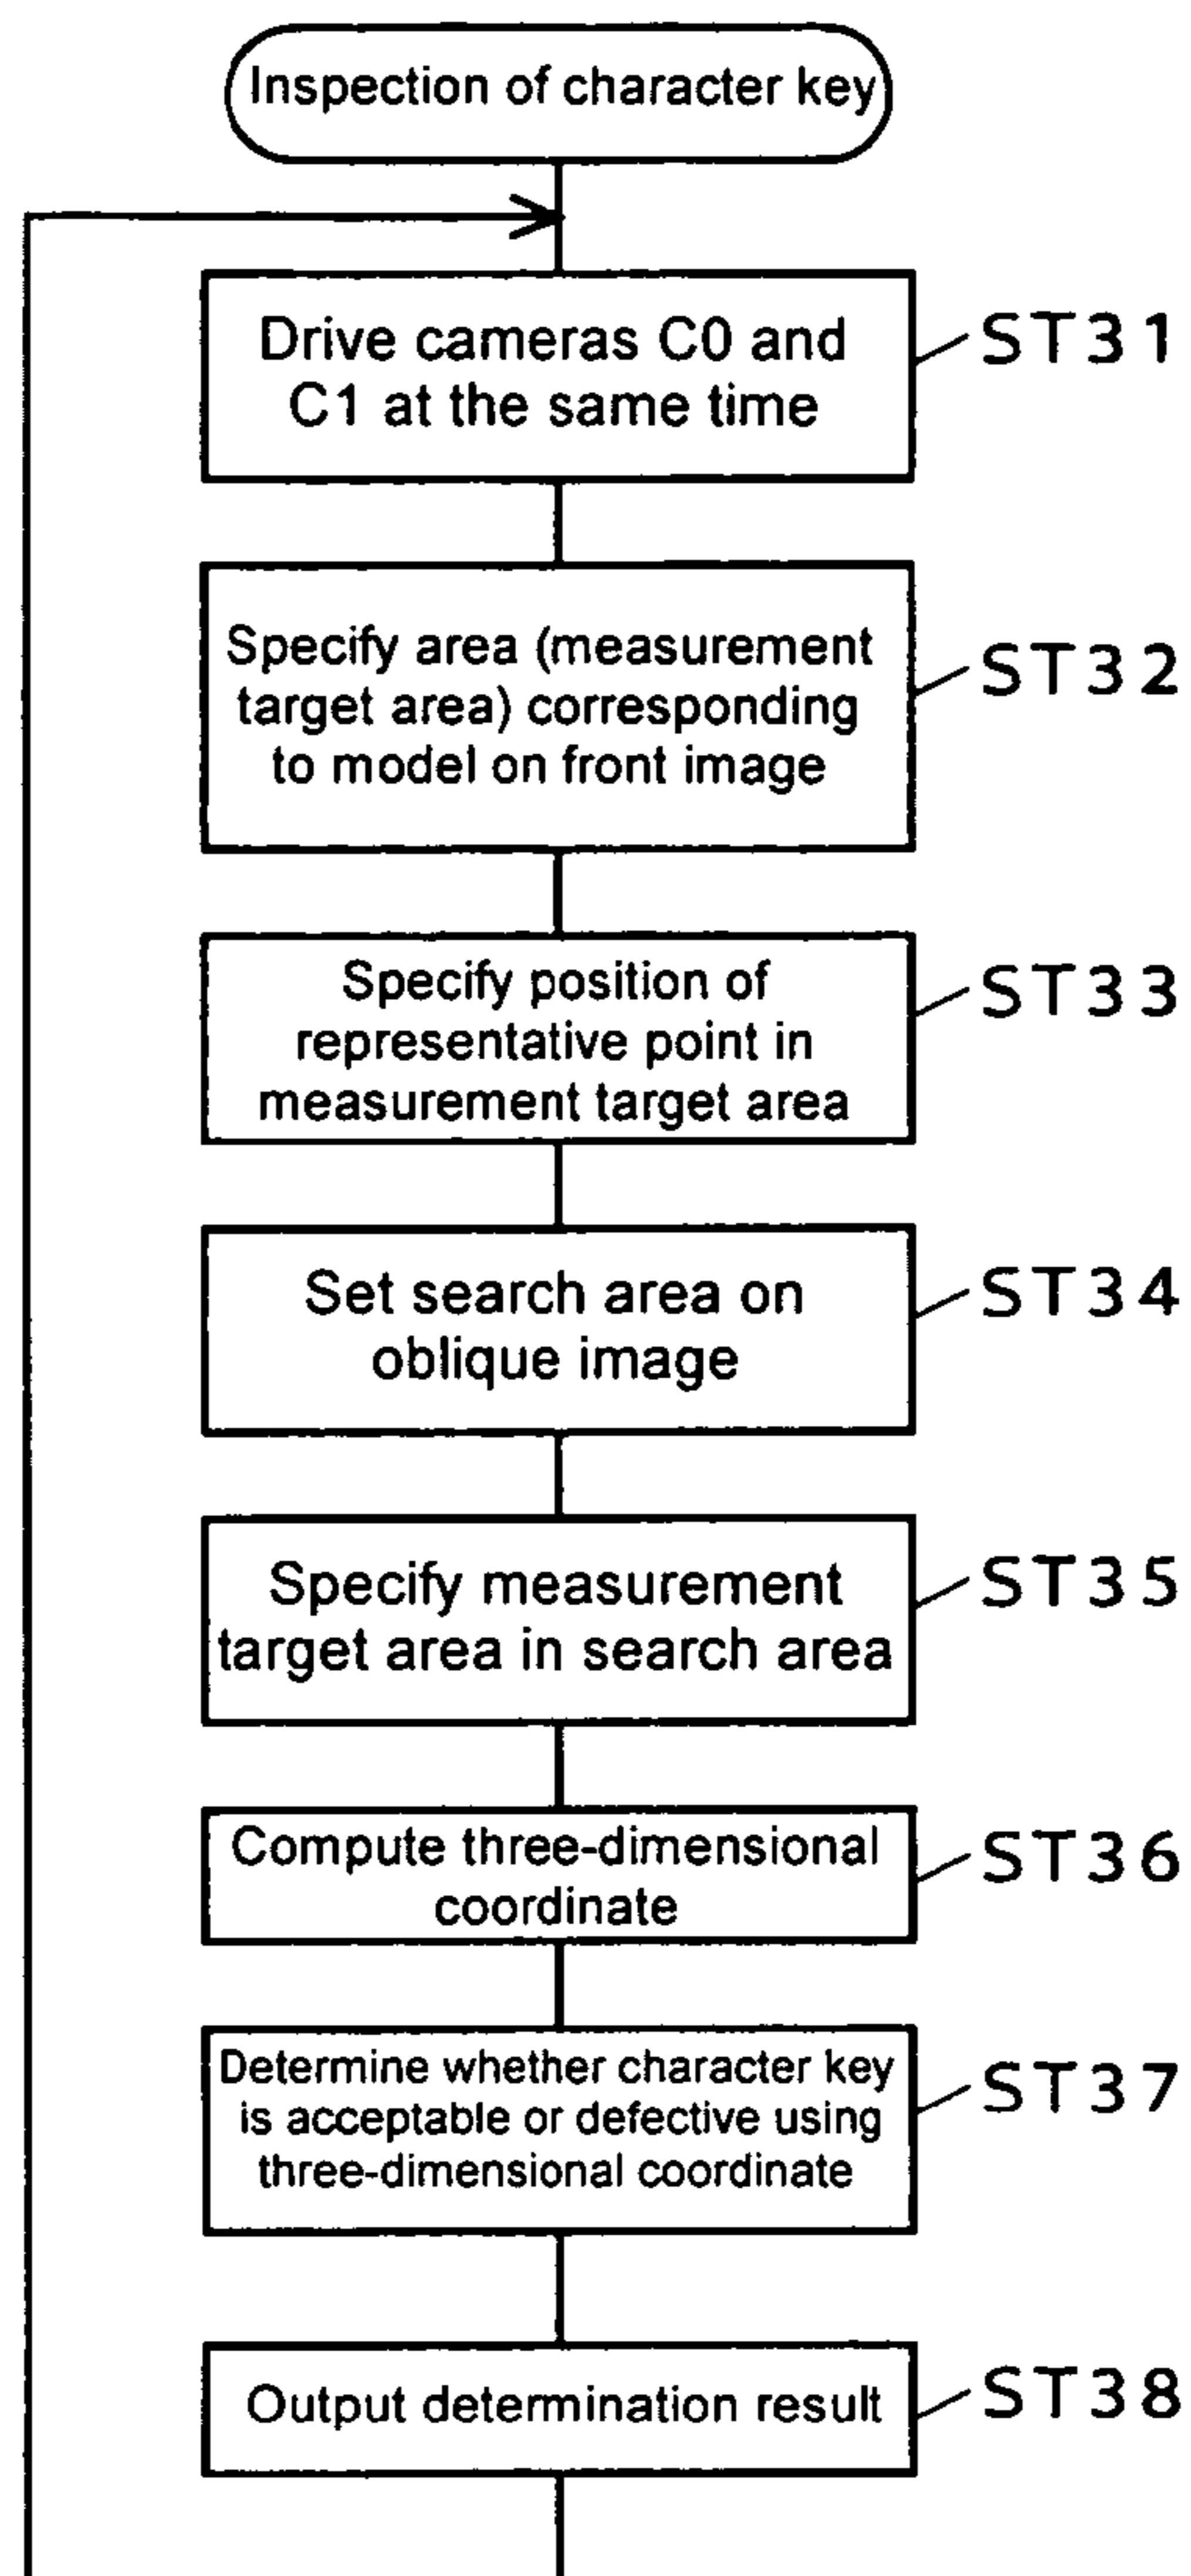 Inspection of character key
Drive cameras C0 and
C1 at the same time
ST31
Specify area (measurement
target area) corresponding
to model on front image
ST32
Specify position of
representative point in
measurement target area
ST33
Set search area on
oblique image
ST34
Specify measurement
target area in search area
ST35
Compute three-dimensional
coordinate
ST36
Determine whether character key
is acceptable or defective using
three-dimensional coordinate
ST37
Output determination result
ST38